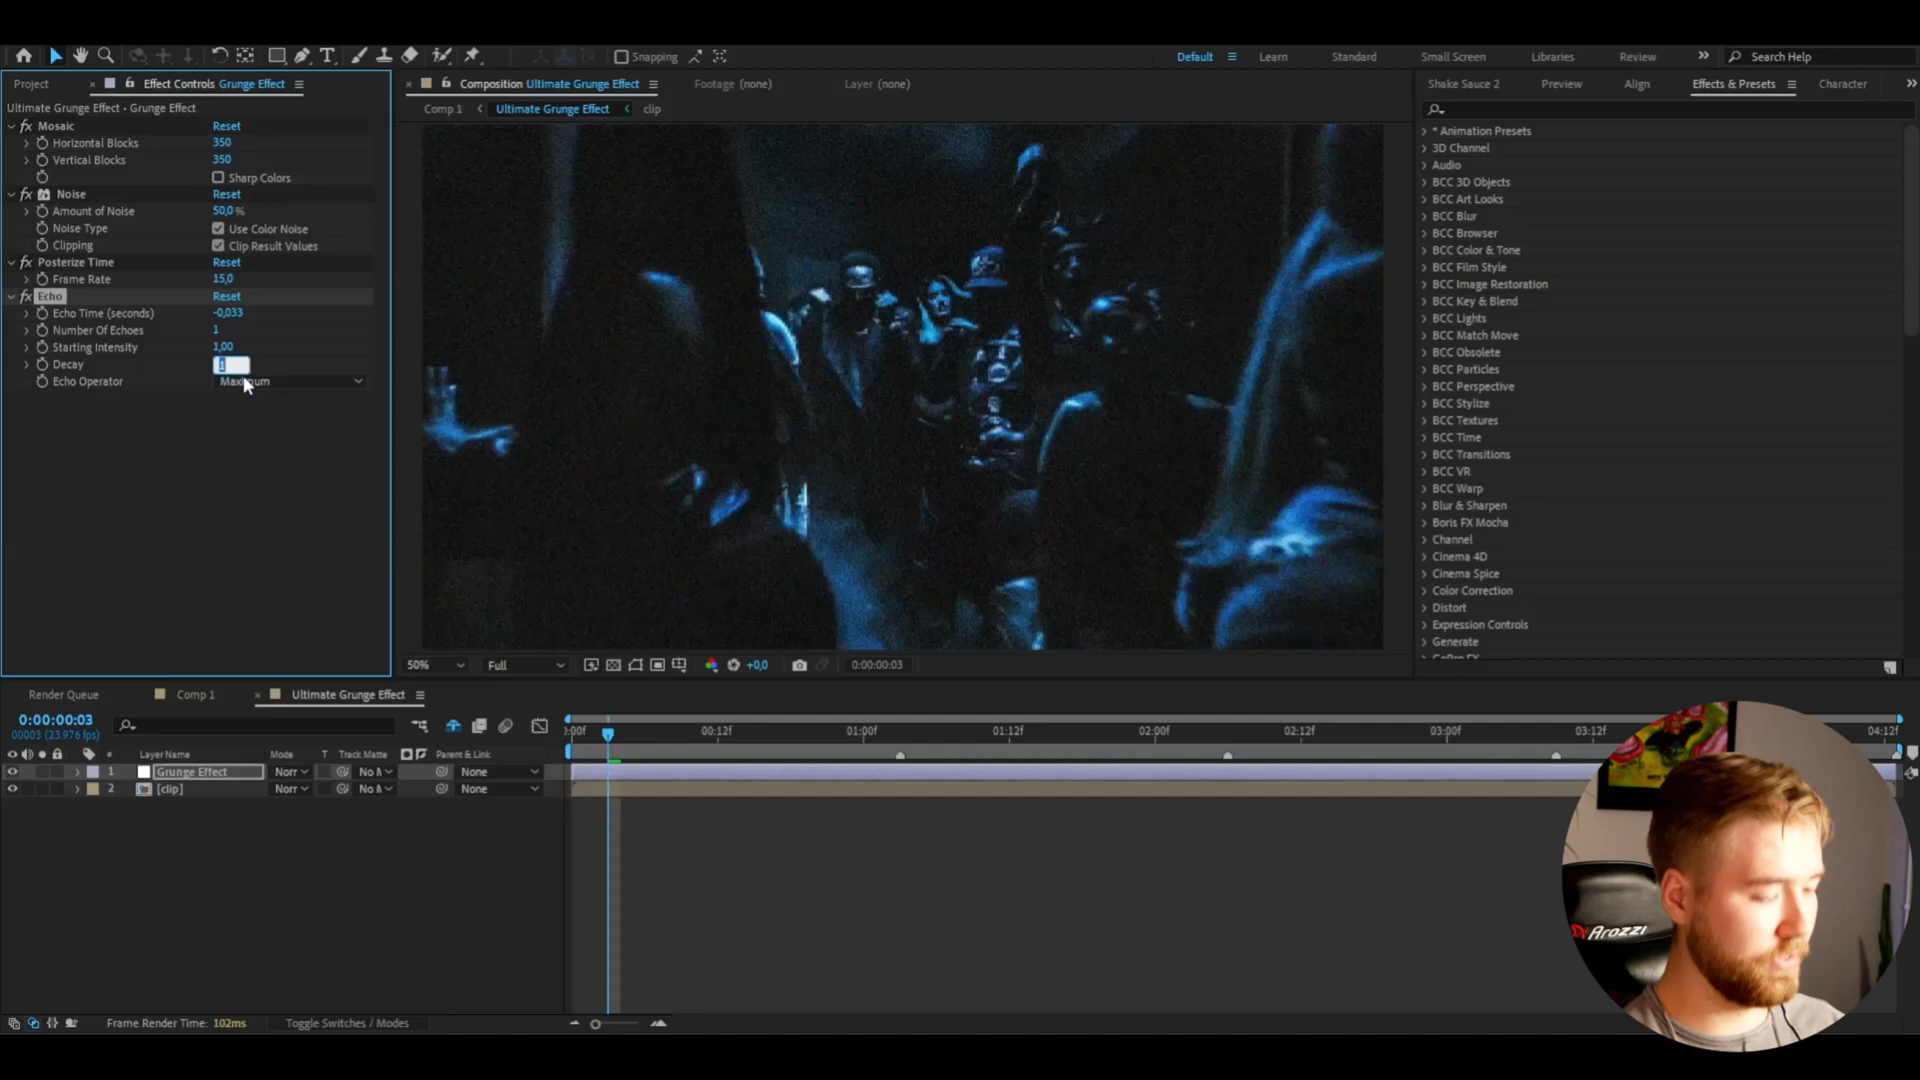 Snapping
Default
Learn
Standard
Small Screen
Libraries
Review
Search Help
Project
Effect Controls Grunge Effect
Composition Ultimate Grunge Effect
Footage (none)
Layer (none)
Shake Sauce 2
Preview
Align
Effects & Presets
Character
Ultimate Grunge Effect • Grunge Effect
Comp 1
Ultimate Grunge Effect
clip
fx Mosaic Reset
Horizontal Blocks 350
Vertical Blocks 350
Sharp Colors
fx Noise Reset
Amount of Noise 50,0 %
Noise Type Use Color Noise
Clipping Clip Result Values
fx Posterize Time Reset
Frame Rate 15,0
fx Echo Reset
Echo Time (seconds) -0,033
Number Of Echoes 1
Starting Intensity 1,00
Decay 1
Echo Operator Maximum
* Animation Presets
3D Channel
Audio
BCC 3D Objects
BCC Art Looks
BCC Blur
BCC Browser
BCC Color & Tone
BCC Film Style
BCC Image Restoration
BCC Key & Blend
BCC Lights
BCC Match Move
BCC Obsolete
BCC Particles
BCC Perspective
BCC Stylize
BCC Textures
BCC Time
BCC Transitions
BCC VR
BCC Warp
Blur & Sharpen
Boris FX Mocha
Channel
Cinema 4D
Cinema Spice
Color Correction
Distort
Expression Controls
Generate
GoPro FX
50%
Full
+0,0
0:00:00:03
Render Queue
Comp 1
Ultimate Grunge Effect
0:00:00:03
00003 (23.976 fps)
:00f
00:12f
01:00f
01:12f
02:00f
02:12f
03:00f
03:12f
04:12f
# Layer Name Mode T Track Matte Parent & Link
1 Grunge Effect Norr No M None
2 [clip] Norr No M None
Arozzi
Frame Render Time: 102ms
Toggle Switches / Modes